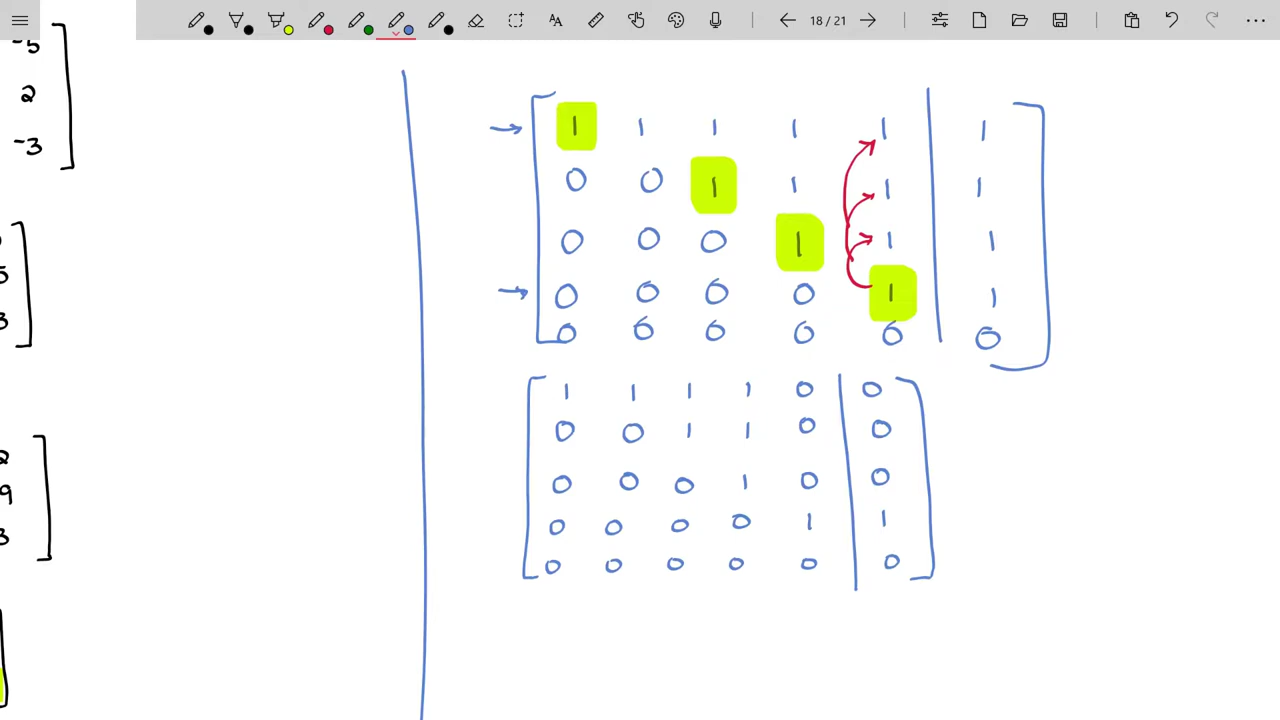 18 / 21
-5
2
-3
5
3
2
9
3
1 1 1 1 1 | 1
0 0 1 1 1 | 1
0 0 0 1 1 | 1
0 0 0 0 1 | 1
0 0 0 0 0 | 0
1 1 1 1 0 | 0
0 0 1 1 0 | 0
0 0 0 1 0 | 0
0 0 0 0 1 | 1
0 0 0 0 0 | 0